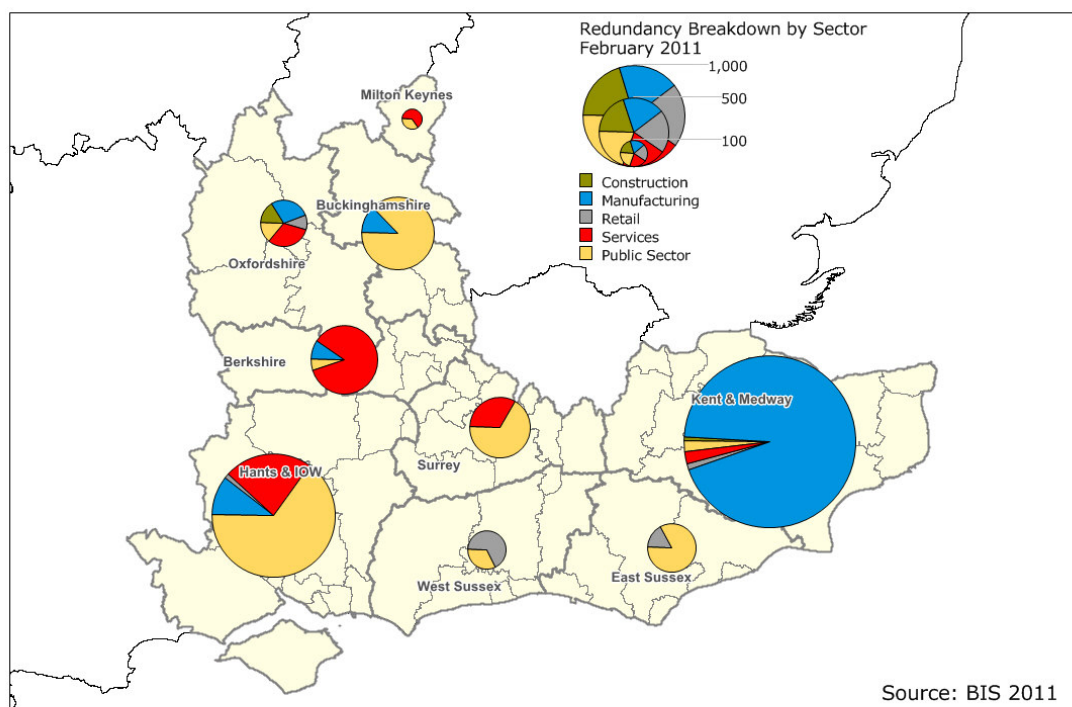 Redundancy Breakdown by Sector
February 2011
1,000
500
100
Construction
Manufacturing
Retail
Services
Public Sector
Milton Keynes
Buckinghamshire
Oxfordshire
Berkshire
Kent & Medway
Surrey
Hants & IOW
West Sussex
East Sussex
Source: BIS 2011